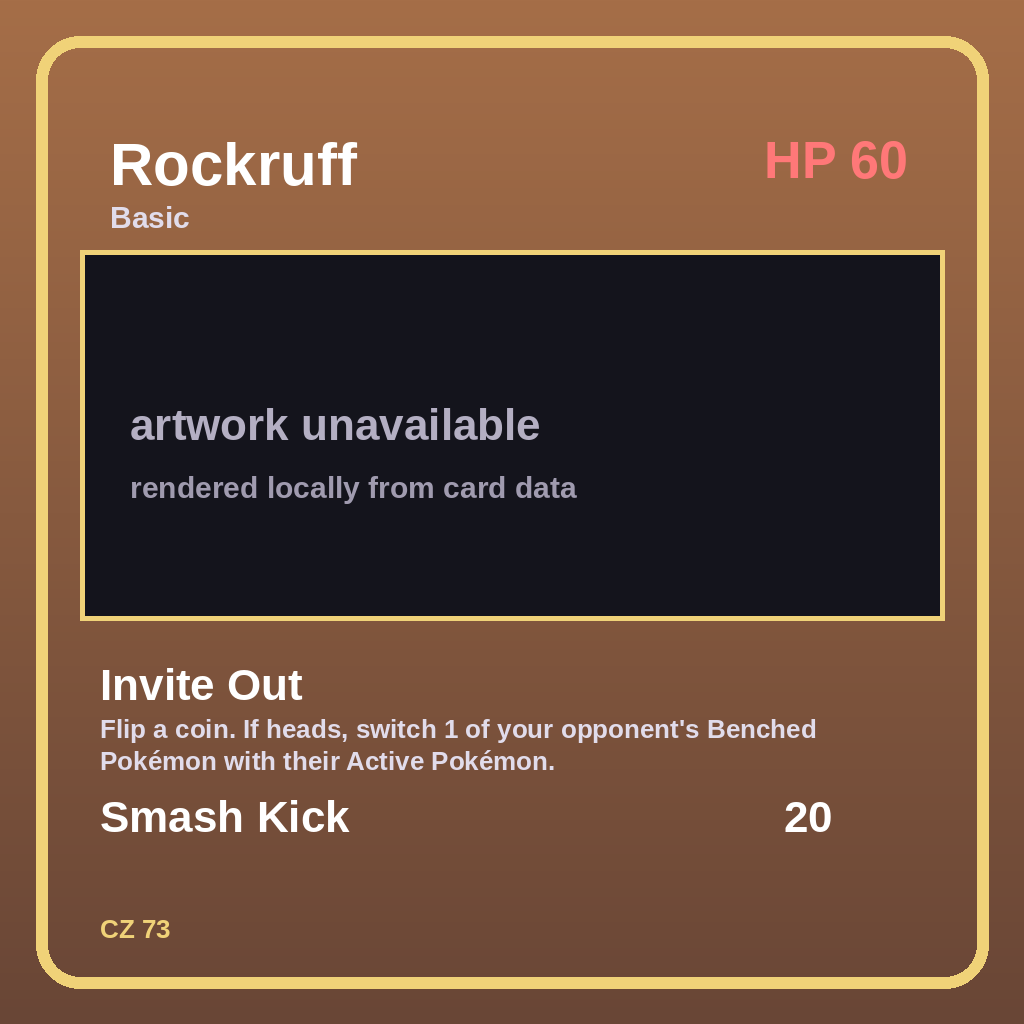 Rockruff
HP 60
Basic
artwork unavailable
rendered locally from card data
Invite Out
Flip a coin. If heads, switch 1 of your opponent's Benched
Pokémon with their Active Pokémon.
Smash Kick 20
CZ 73